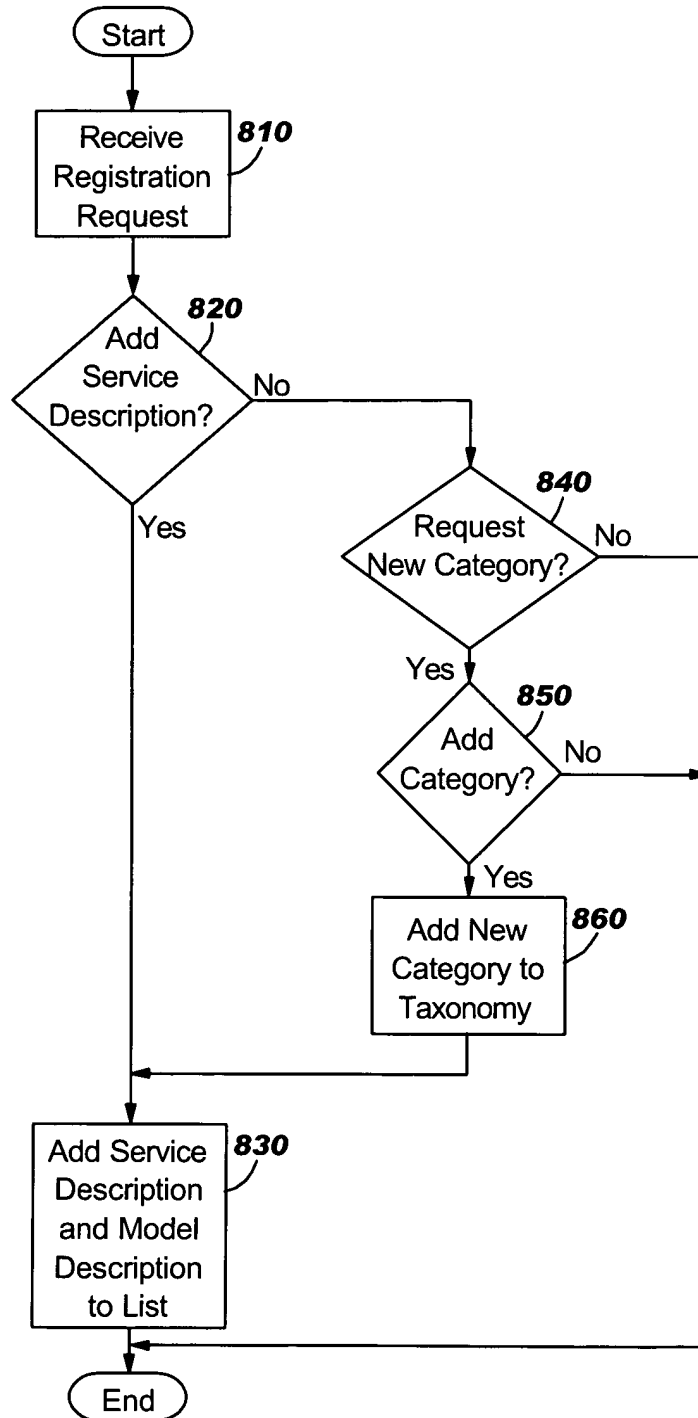 Start
810
Receive
Registration
Request
820
Add
Service
Description?
No
Yes
840
Request
New Category?
No
Yes
850
Add
Category?
No
Yes
860
Add New
Category to
Taxonomy
830
Add Service
Description
and Model
Description
to List
End